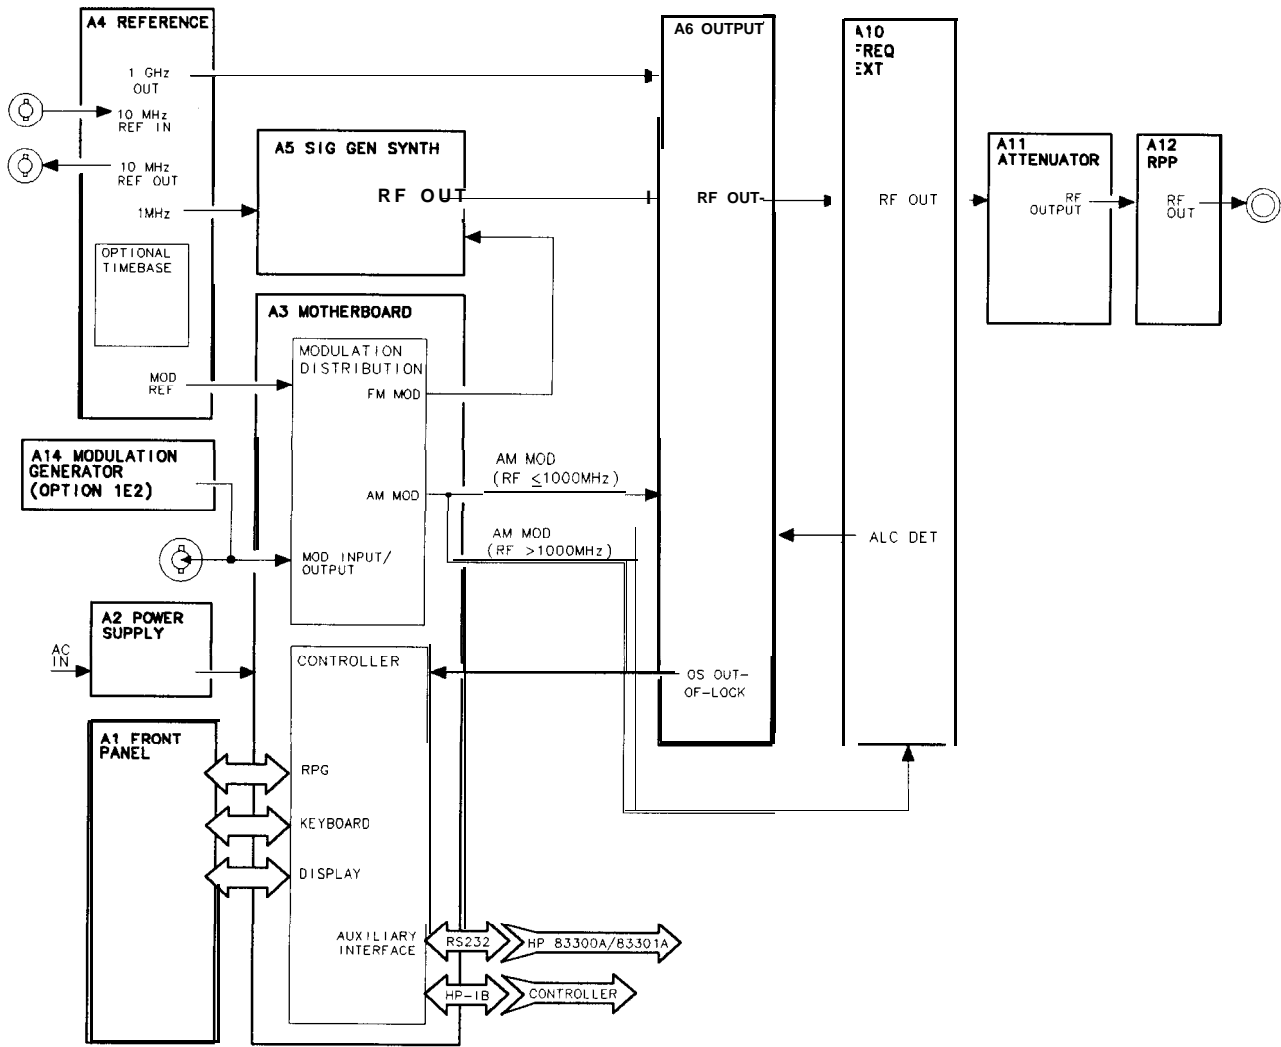 A4 REFERENCE
1 GHz
OUT
10 MHz
REF IN
10 MHz
REF OUT
1MHz
OPTIONAL
TIMEBASE
MOD
REF
A5 SIG GEN SYNTH
RF OUT
A6 OUTPUT
RF OUT-
A10
FREQ
EXT
RF OUT
A11
ATTENUATOR
RF
OUTPUT
A12
RPP
RF
OUT
A3 MOTHERBOARD
MODULATION
DISTRIBUTION
FM MOD
AM MOD
MOD INPUT/
OUTPUT
A14 MODULATION
GENERATOR
(OPTION 1E2)
AM MOD
(RF ≤1000MHz)
AM MOD
(RF >1000MHz)
ALC DET
A2 POWER
SUPPLY
AC
IN
CONTROLLER
OS OUT-
OF-LOCK
A1 FRONT
PANEL
RPG
KEYBOARD
DISPLAY
AUXILIARY
INTERFACE
RS232
HP 83300A/83301A
HP-IB
CONTROLLER